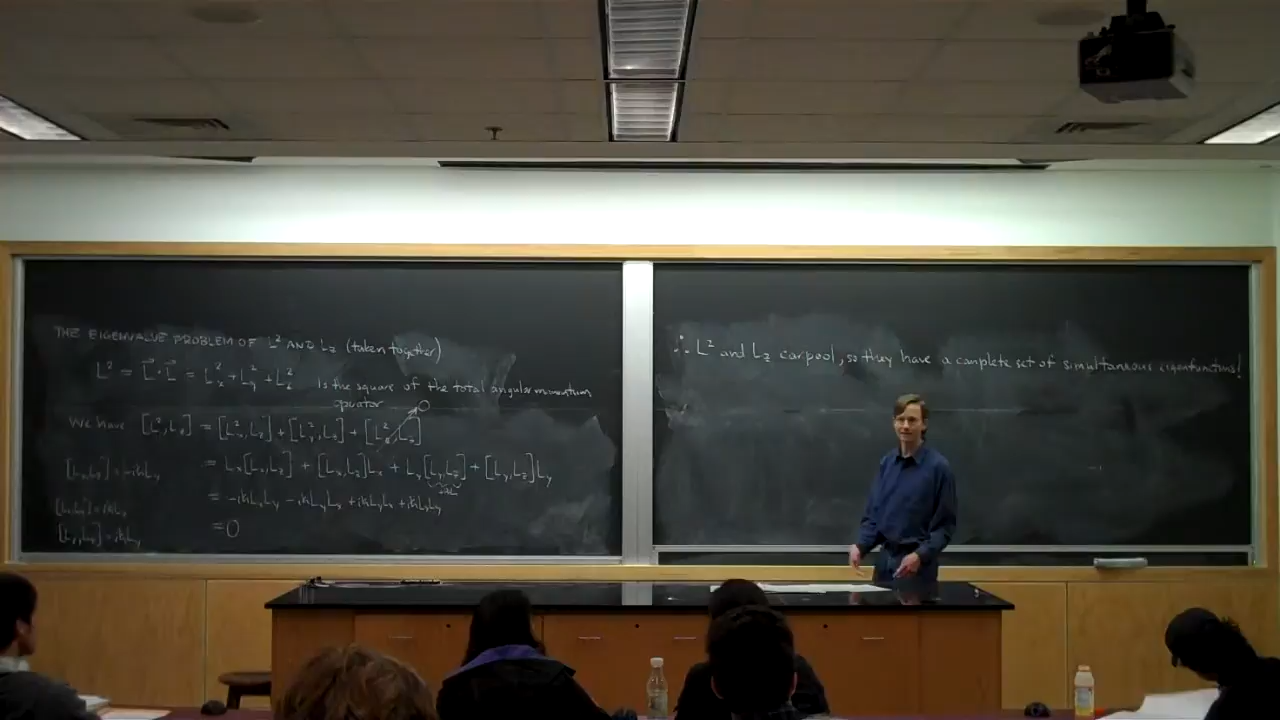 THE EIGENVALUE PROBLEM OF L² AND Lz (taken together)
L² = L⃗·L⃗ = Lx² + Ly² + Lz² is the square of the total angular momentum
operator 0
We have [L², Lz] = [Lx², Lz] + [Ly², Lz] + [Lz², Lz]
= Lx[Lx, Lz] + [Lx, Lz]Lx + Ly[Ly, Lz] + [Ly, Lz]Ly
= -iħLxLy - iħLyLx + iħLyLx + iħLxLy
= 0
∴ L² and Lz carpool, so they have a complete set of simultaneous eigenfunctions!